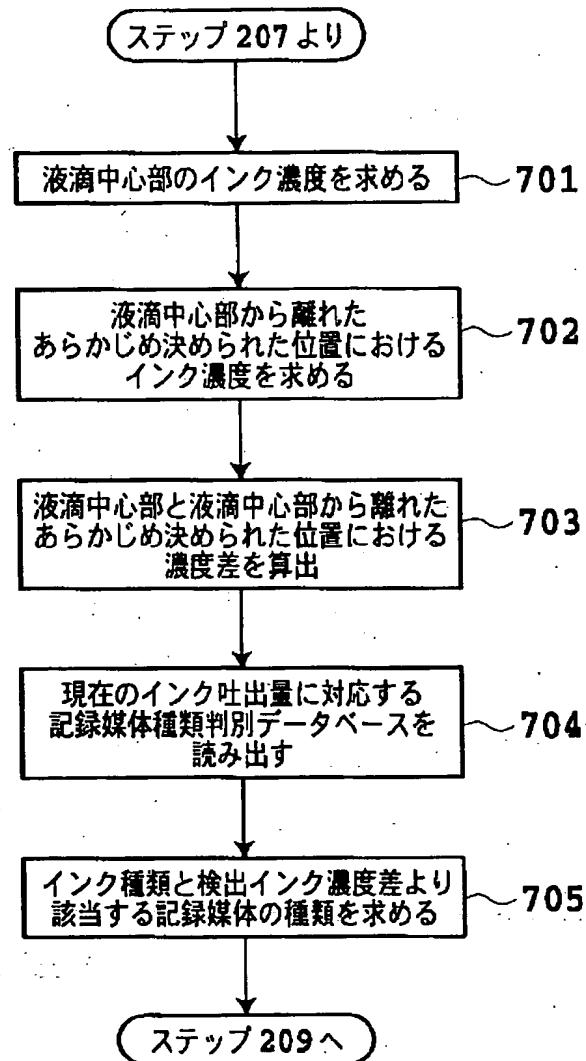 ステップ207より
液滴中心部のインク濃度を求める
701
液滴中心部から離れた
あらかじめ決められた位置における
インク濃度を求める
702
液滴中心部と液滴中心部から離れた
あらかじめ決められた位置における
濃度差を算出
703
現在のインク吐出量に対応する
記録媒体種類判別データベースを
読み出す
704
インク種類と検出インク濃度差より
該当する記録媒体の種類を求める
705
ステップ209へ